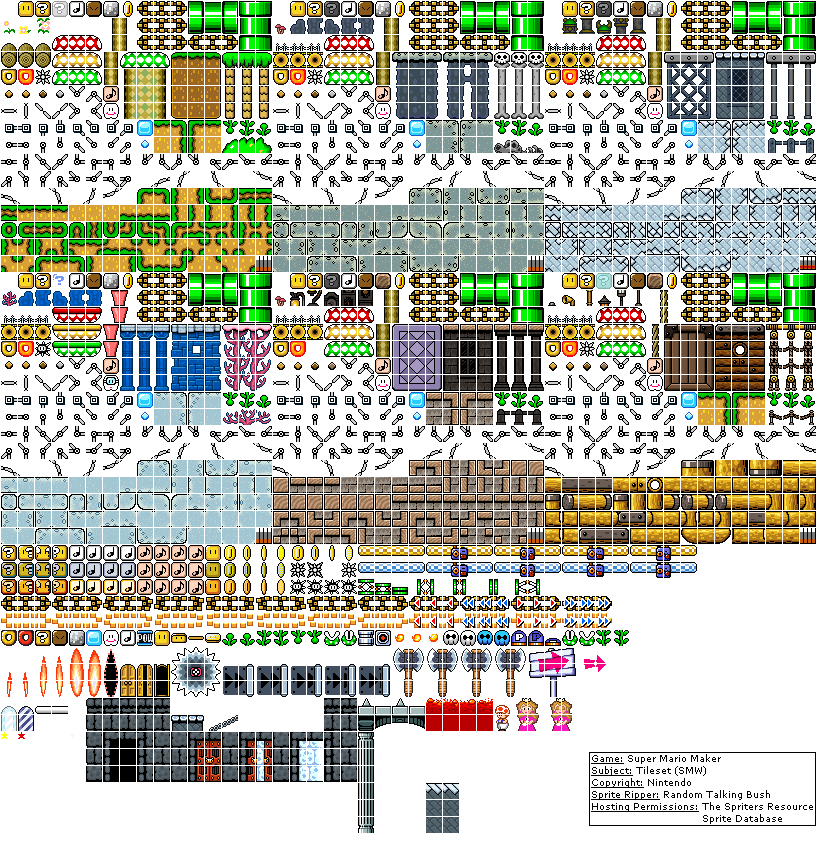 Game: Super Mario Maker
Subject: Tileset (SMW)
Copyright: Nintendo
Sprite Ripper: Random Talking Bush
Hosting Permissions: The Spriters Resource
Sprite Database